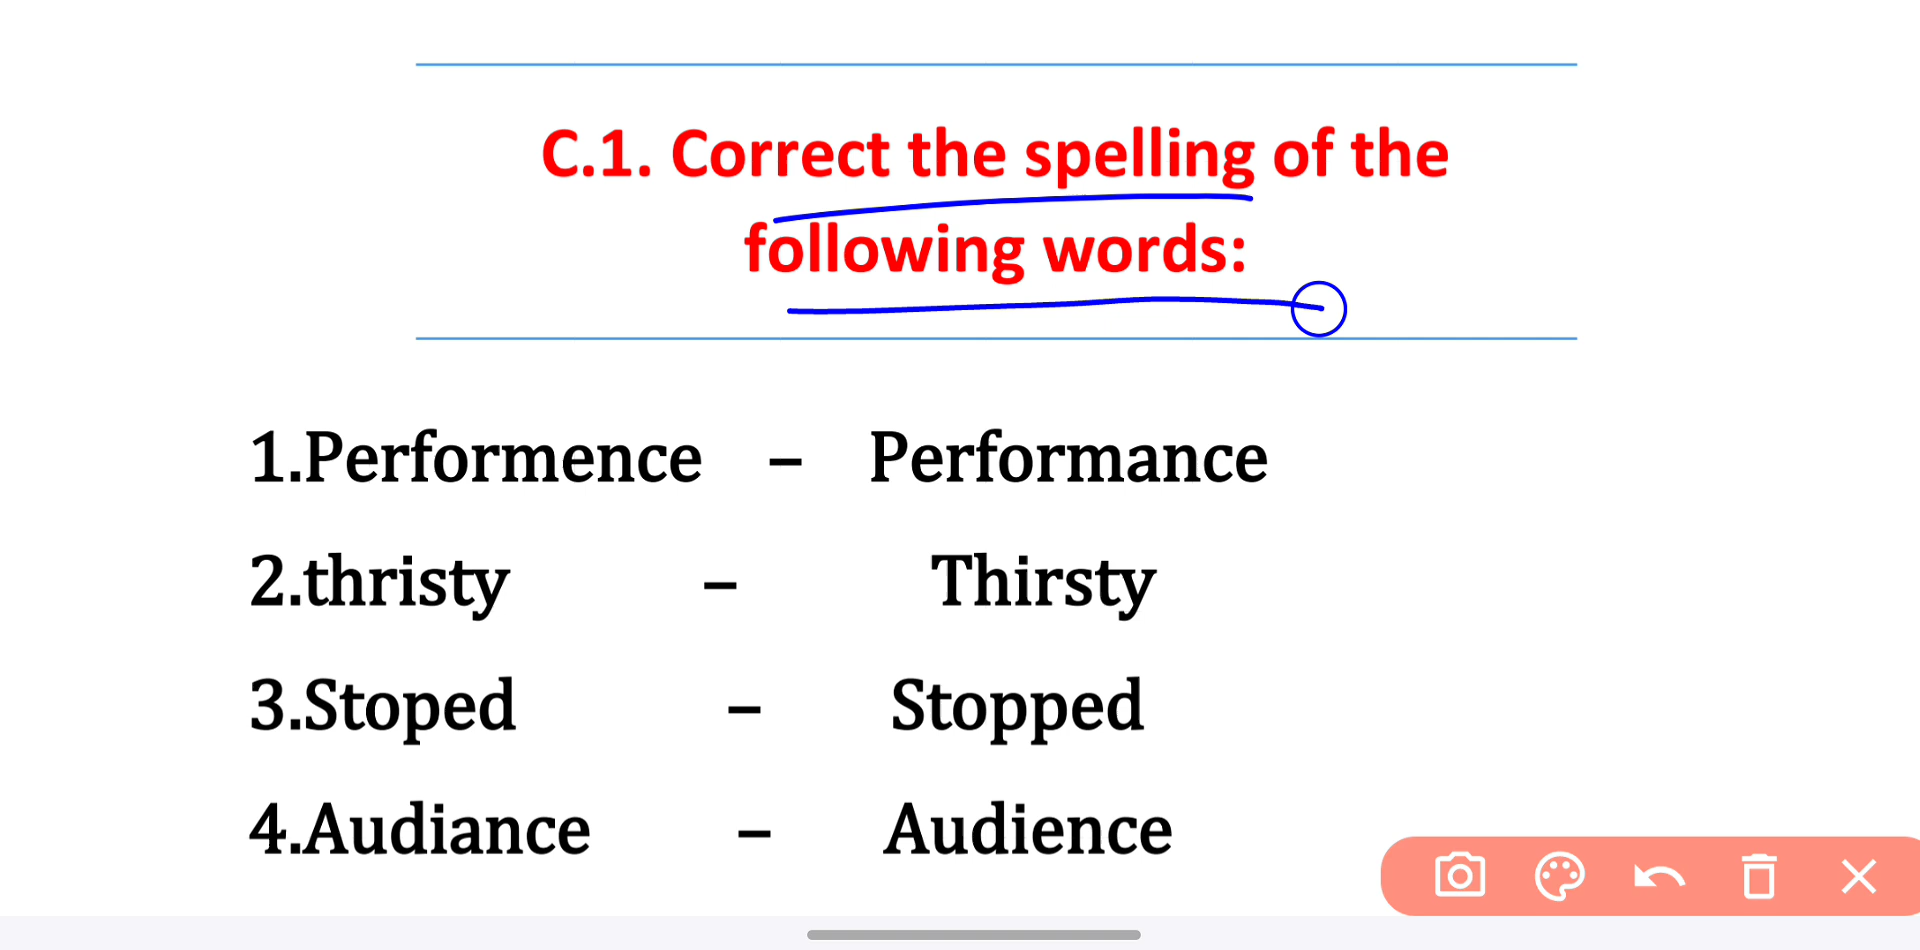 C.1. Correct the spelling of the
following words:
1.Performence – Performance
2.thristy – Thirsty
3.Stoped – Stopped
4.Audiance – Audience